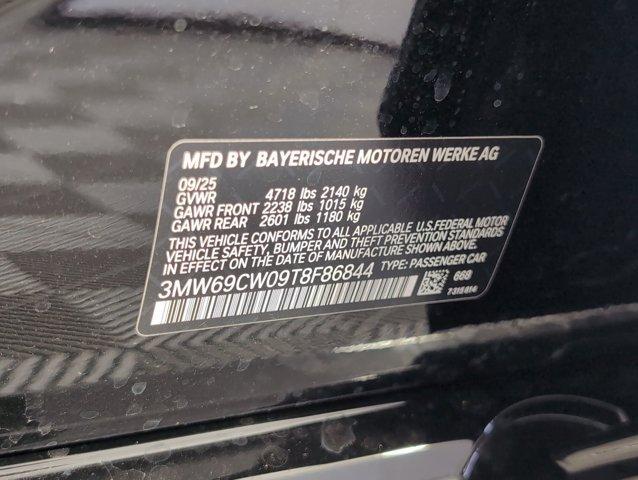 MFD BY BAYERISCHE MOTOREN WERKE AG
09/25
GVWR 4718 lbs 2140 kg
GAWR FRONT 2238 lbs 1015 kg
GAWR REAR 2601 lbs 1180 kg
THIS VEHICLE CONFORMS TO ALL APPLICABLE U.S.FEDERAL MOTOR
VEHICLE SAFETY, BUMPER AND THEFT PREVENTION STANDARDS
IN EFFECT ON THE DATE OF MANUFACTURE SHOWN ABOVE.
3MW69CW09T8F86844 TYPE: PASSENGER CAR
668
7318414